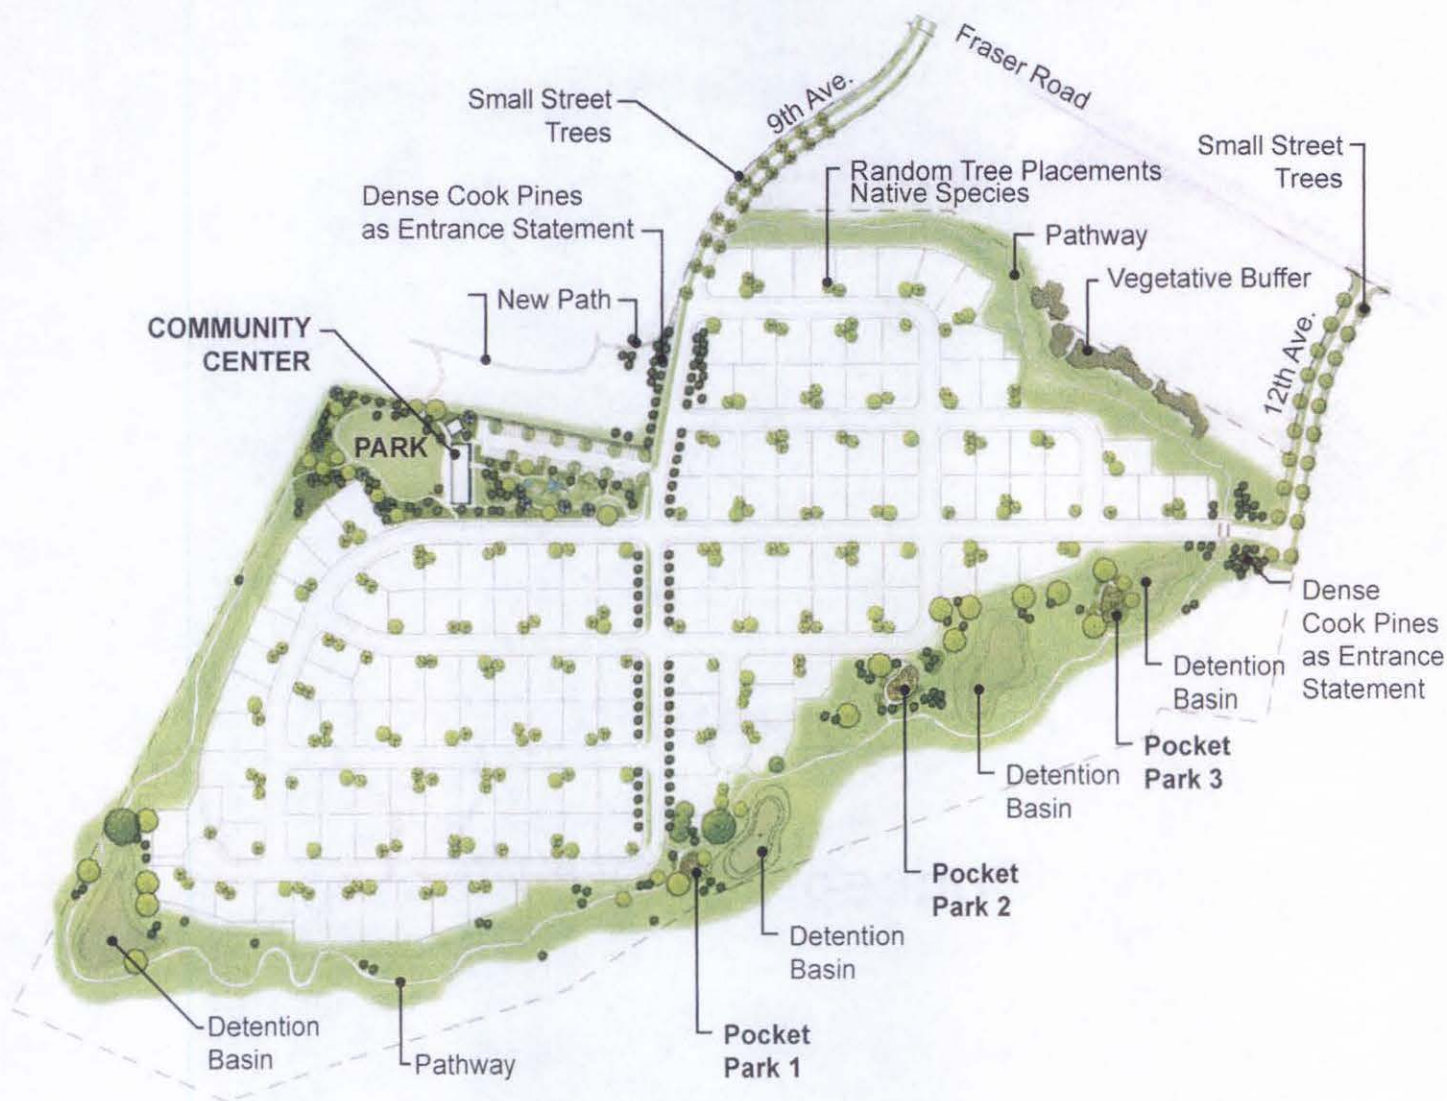 Fraser Road
9th Ave.
Small Street
Trees
Small Street
Trees
Random Tree Placements
Native Species
Dense Cook Pines
as Entrance Statement
Pathway
Vegetative Buffer
New Path
COMMUNITY
CENTER
12th Ave.
PARK
Dense
Cook Pines
as Entrance
Statement
Detention
Basin
Pocket
Park 3
Detention
Basin
Pocket
Park 2
Detention
Basin
Detention
Basin
Pathway
Pocket
Park 1